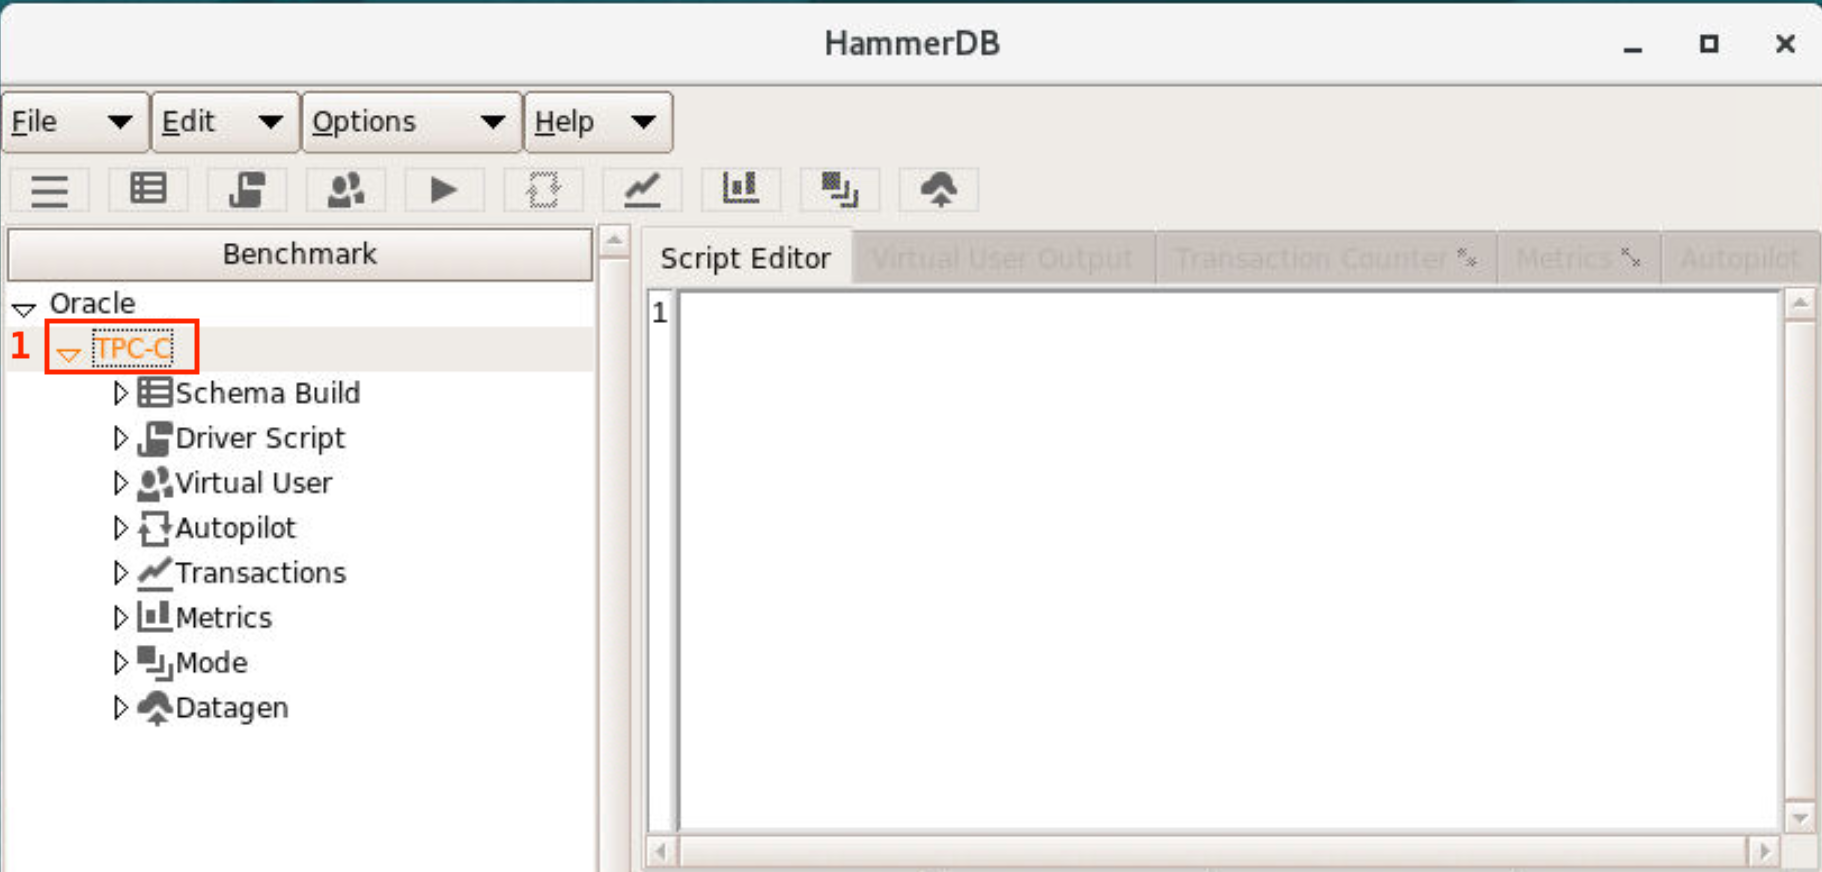 HammerDB
File Edit Options Help
Benchmark
Script Editor Virtual User Output Transaction Counter Metrics Autopilot
Oracle
1 TPC-C
1
Schema Build
Driver Script
Virtual User
Autopilot
Transactions
Metrics
Mode
Datagen